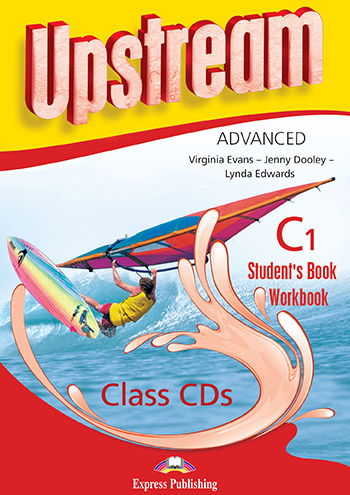 Upstream
ADVANCED
Virginia Evans – Jenny Dooley –
Lynda Edwards
C1
Student's Book
Workbook
Class CDs
Express Publishing